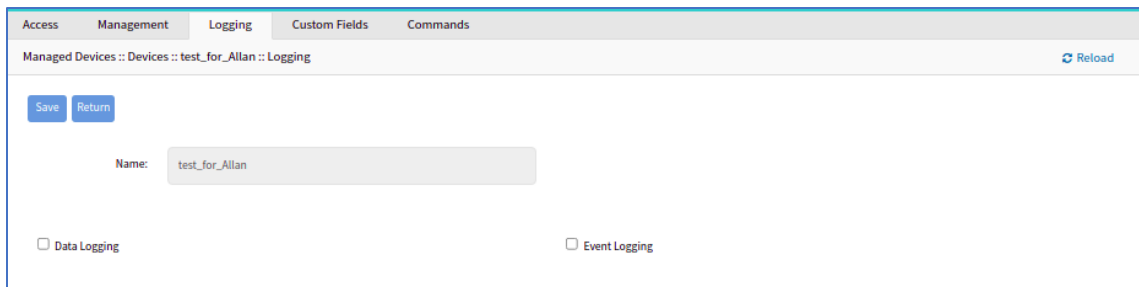 Access Management Logging Custom Fields Commands
Managed Devices :: Devices :: test_for_Allan :: Logging Reload
Save Return
Name: test_for_Allan
Data Logging Event Logging